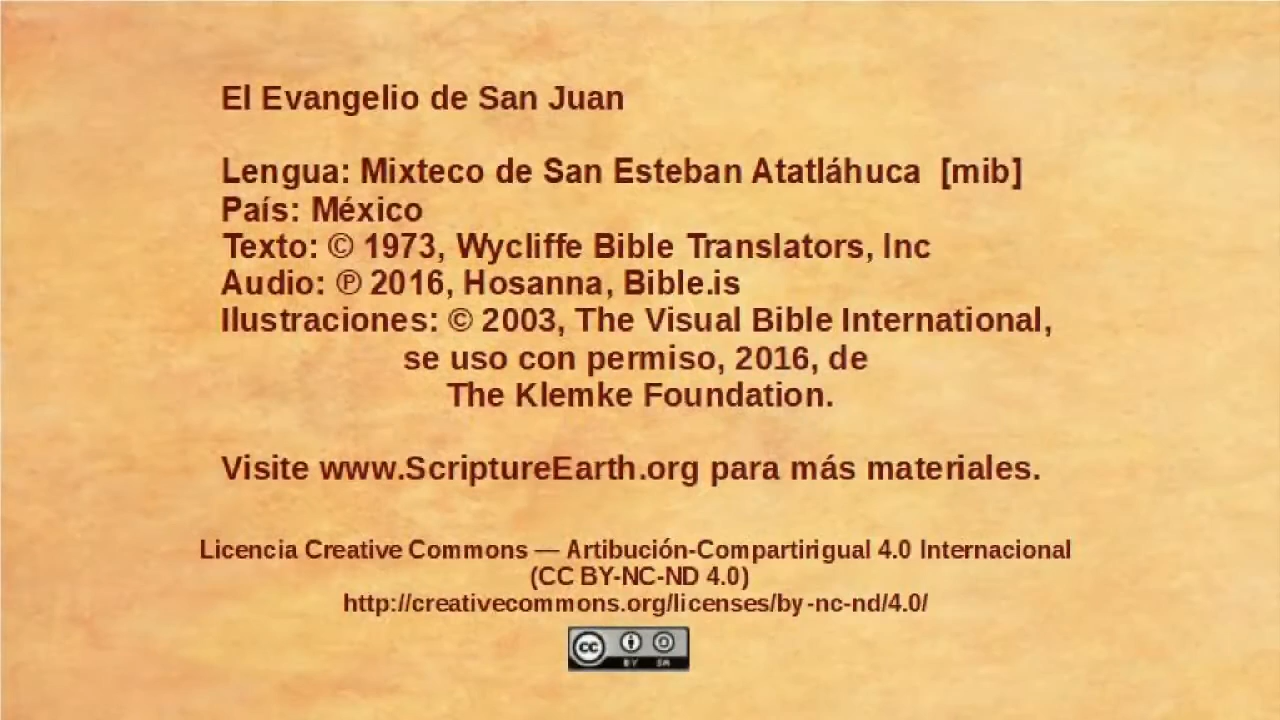 El Evangelio de San Juan
Lengua: Mixteco de San Esteban Atatláhuca [mib]
País: México
Texto: © 1973, Wycliffe Bible Translators, Inc
Audio: ℗ 2016, Hosanna, Bible.is
Ilustraciones: © 2003, The Visual Bible International,
se uso con permiso, 2016, de
The Klemke Foundation.
Visite www.ScriptureEarth.org para más materiales.
Licencia Creative Commons — Artibución-Compartirigual 4.0 Internacional
(CC BY-NC-ND 4.0)
http://creativecommons.org/licenses/by-nc-nd/4.0/
cc BY SA